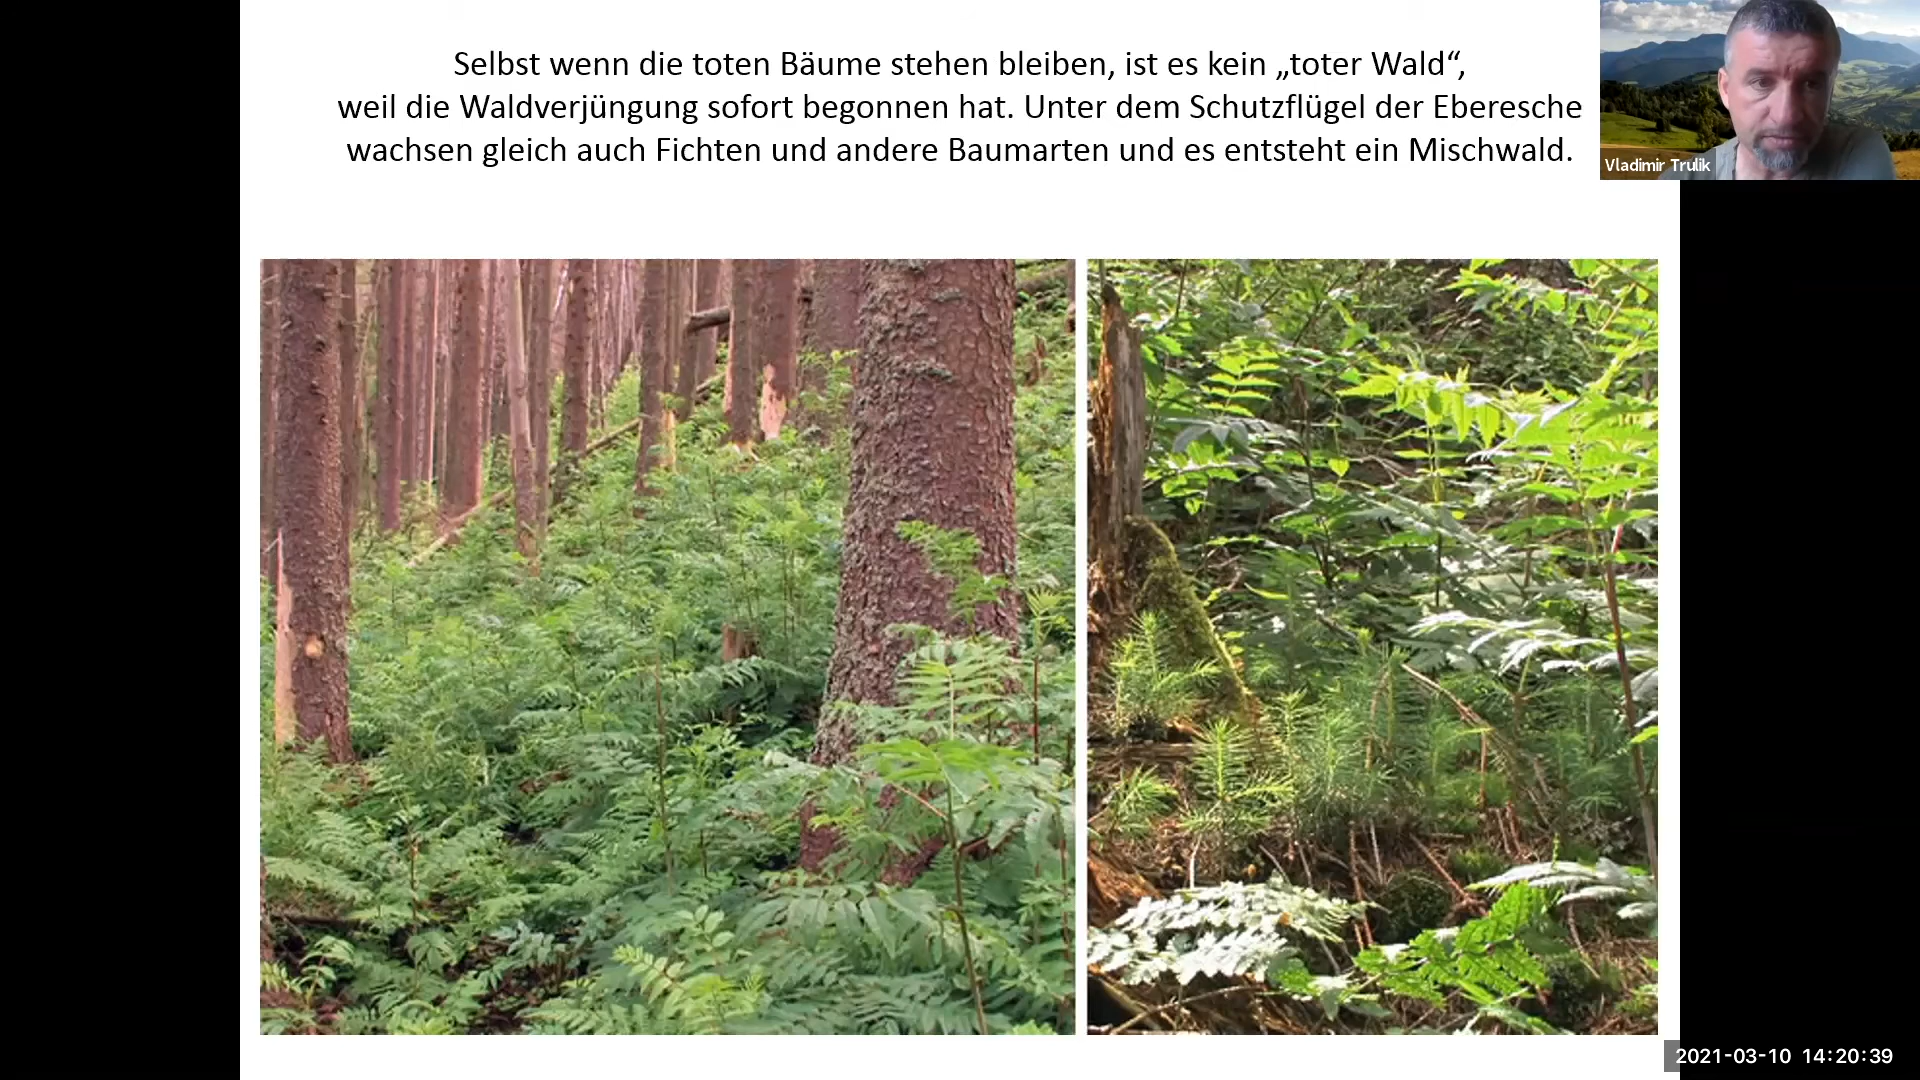 Selbst wenn die toten Bäume stehen bleiben, ist es kein „toter Wald“,
weil die Waldverjüngung sofort begonnen hat. Unter dem Schutzflügel der Eberesche
wachsen gleich auch Fichten und andere Baumarten und es entsteht ein Mischwald.
Vladimir Trulik
2021-03-10 14:20:39